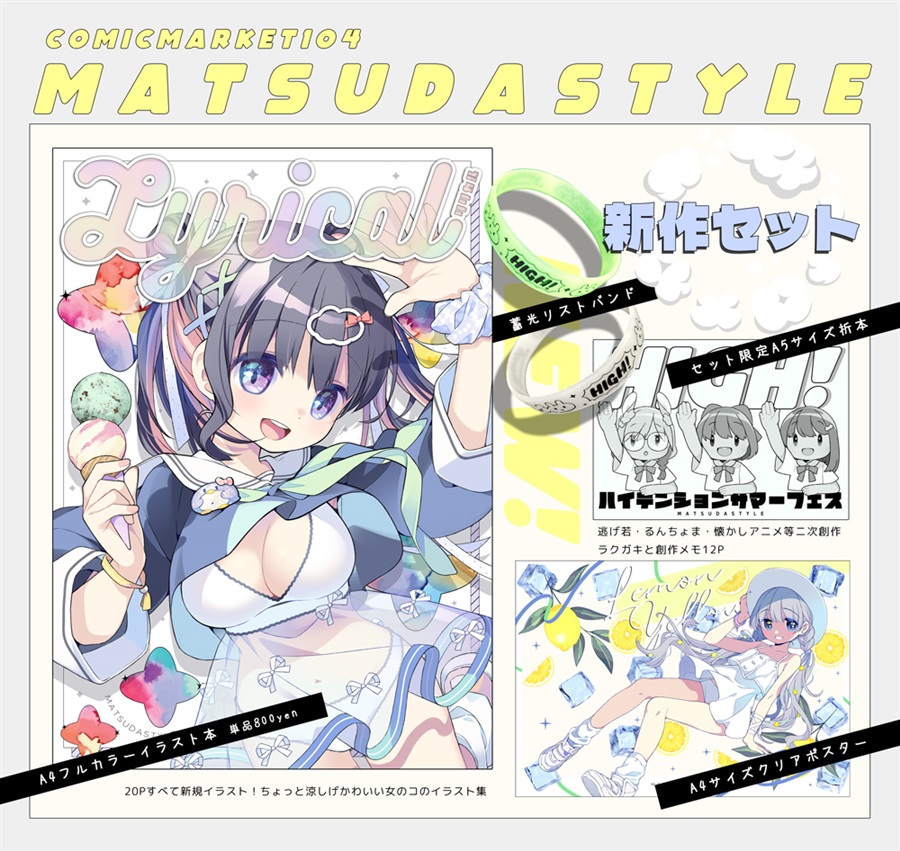 COMICMARKET104
MATSUDASTYLE
Lyrical
新作セット
HIGH!
蓄光リストバンド
HIGH!
HIGH!
セット限定A5サイズ折本
HIGH!
ハイテンションサマーフェス
MATSUDASTYLE
逃げ若・るんちょま・懐かしアニメ等二次創作
ラクガキと創作メモ12P
Lemon
Yellow
MATSUDASTYLE
A4フルカラーイラスト本 単品800yen
20Pすべて新規イラスト!ちょっと涼しげかわいい女のコのイラスト集
A4サイズクリアポスター